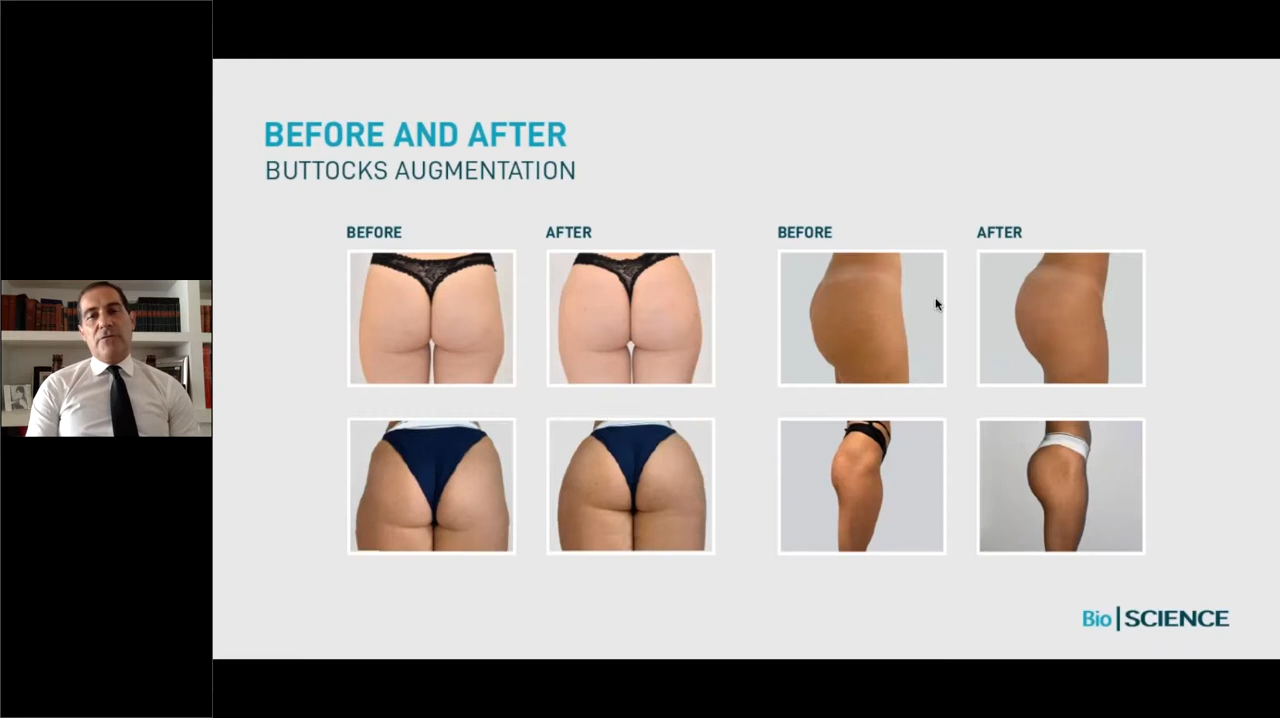 BEFORE AND AFTER
BUTTOCKS AUGMENTATION
BEFORE
AFTER
BEFORE
AFTER
Bio|SCIENCE